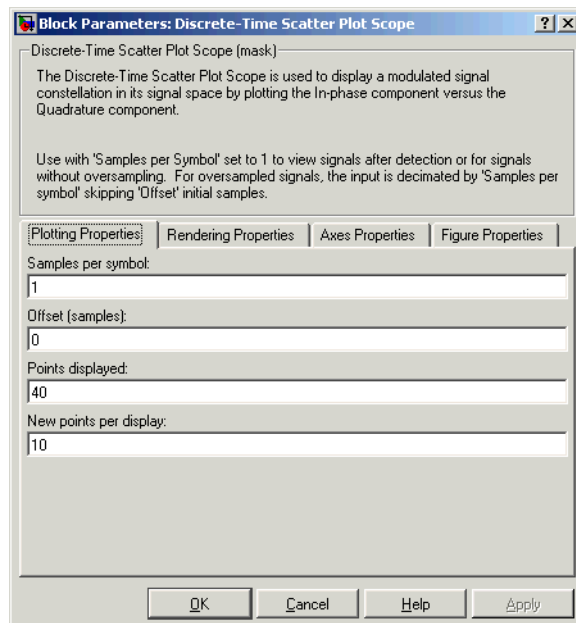 Block Parameters: Discrete-Time Scatter Plot Scope
Discrete-Time Scatter Plot Scope (mask)
The Discrete-Time Scatter Plot Scope is used to display a modulated signal
constellation in its signal space by plotting the In-phase component versus the
Quadrature component.
Use with 'Samples per Symbol' set to 1 to view signals after detection or for signals
without oversampling.  For oversampled signals, the input is decimated by 'Samples per
symbol' skipping 'Offset' initial samples.
Plotting Properties Rendering Properties Axes Properties Figure Properties
Samples per symbol:
1
Offset (samples):
0
Points displayed:
40
New points per display:
10
OK Cancel Help Apply